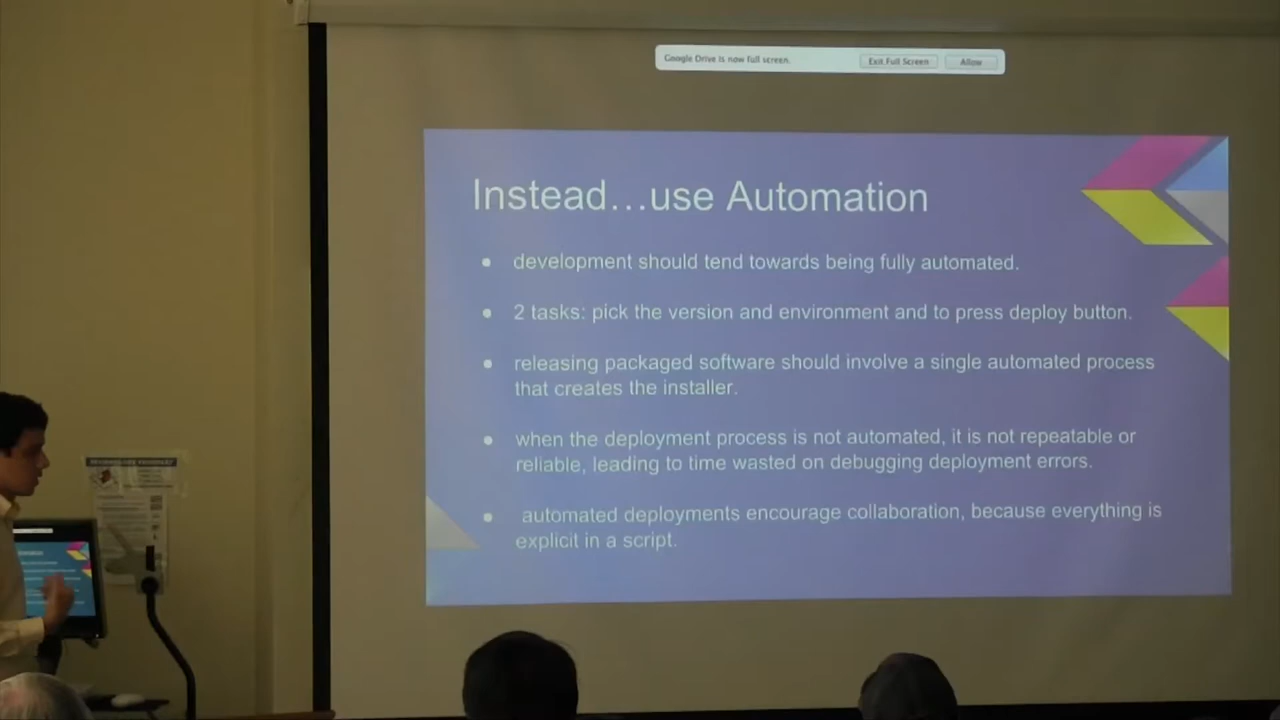 Google Drive is now full screen.
Exit Full Screen
Allow
Instead...use Automation
● development should tend towards being fully automated.
● 2 tasks: pick the version and environment and to press deploy button.
● releasing packaged software should involve a single automated process
that creates the installer.
● when the deployment process is not automated, it is not repeatable or
reliable, leading to time wasted on debugging deployment errors.
● automated deployments encourage collaboration, because everything is
explicit in a script.